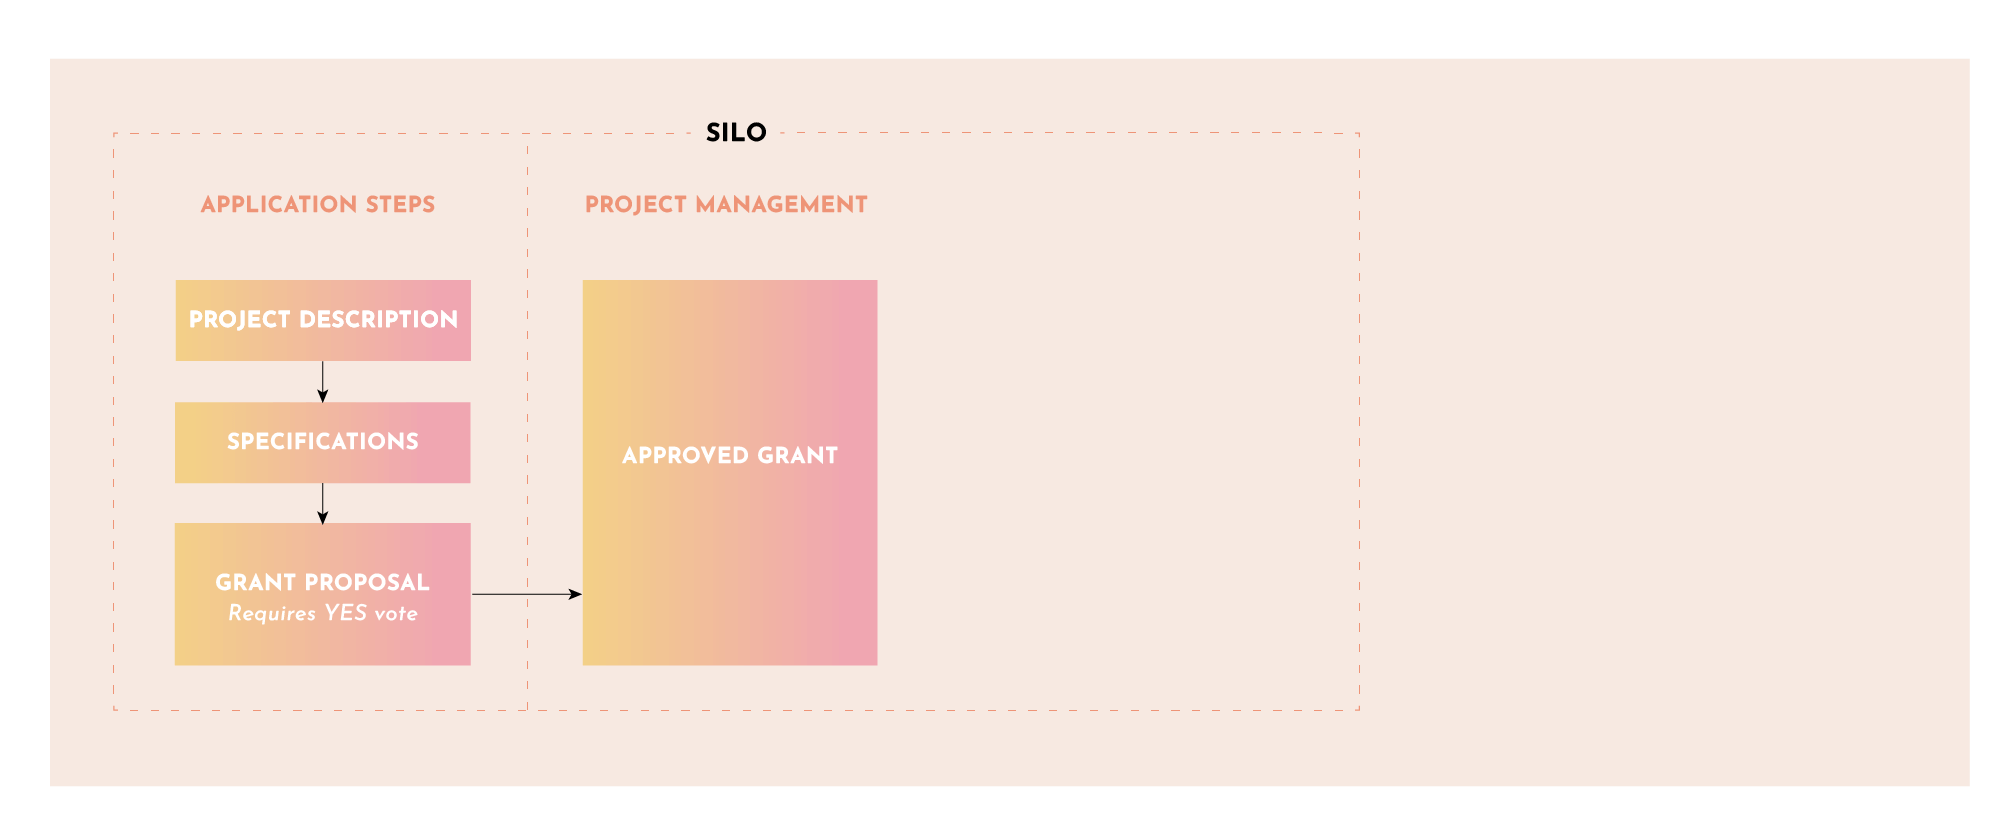 SILO
APPLICATION STEPS
PROJECT DESCRIPTION
SPECIFICATIONS
GRANT PROPOSAL
Requires YES vote
PROJECT MANAGEMENT
APPROVED GRANT